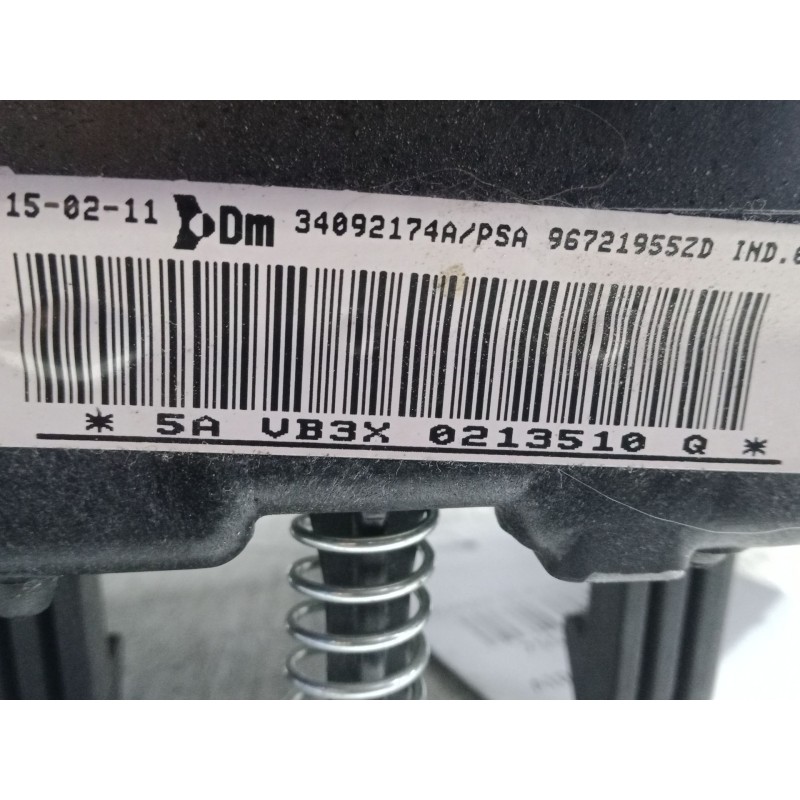 15-02-11 Dm 34092174A/PSA 96721955ZD IND.
* 5A VB3X 0213510 Q *